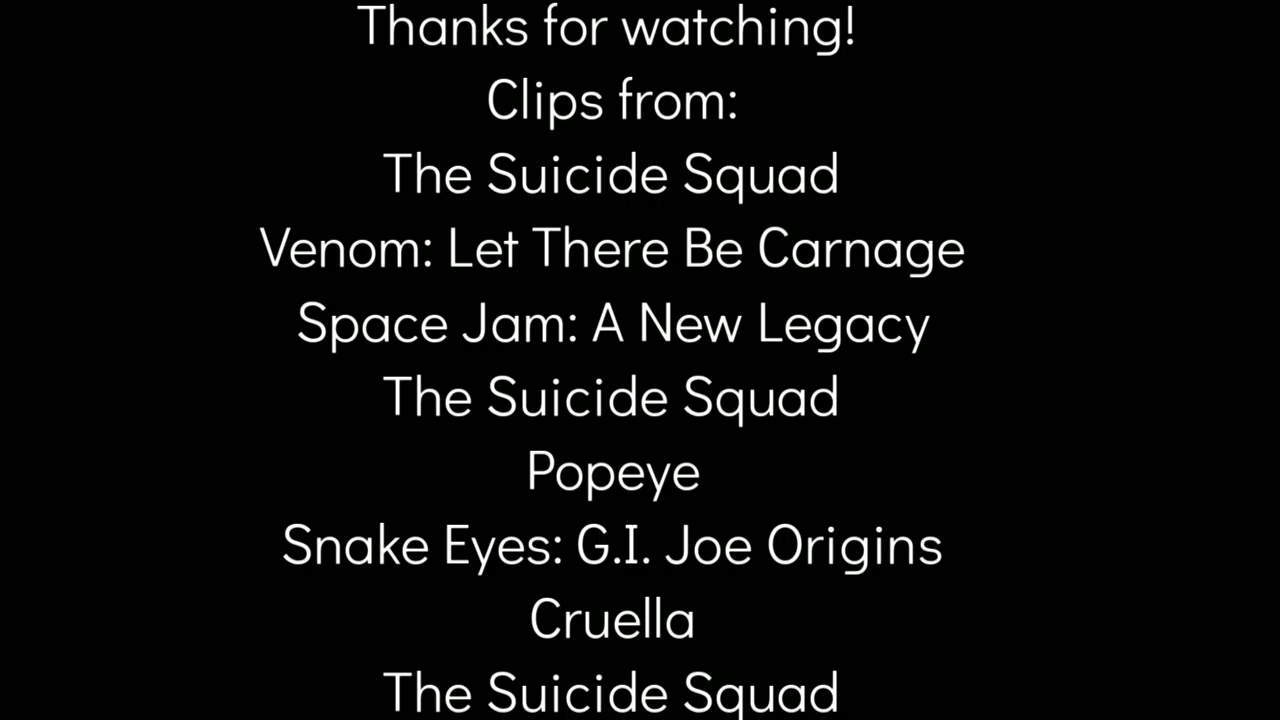 Thanks for watching!
Clips from:
The Suicide Squad
Venom: Let There Be Carnage
Space Jam: A New Legacy
The Suicide Squad
Popeye
Snake Eyes: G.I. Joe Origins
Cruella
The Suicide Squad